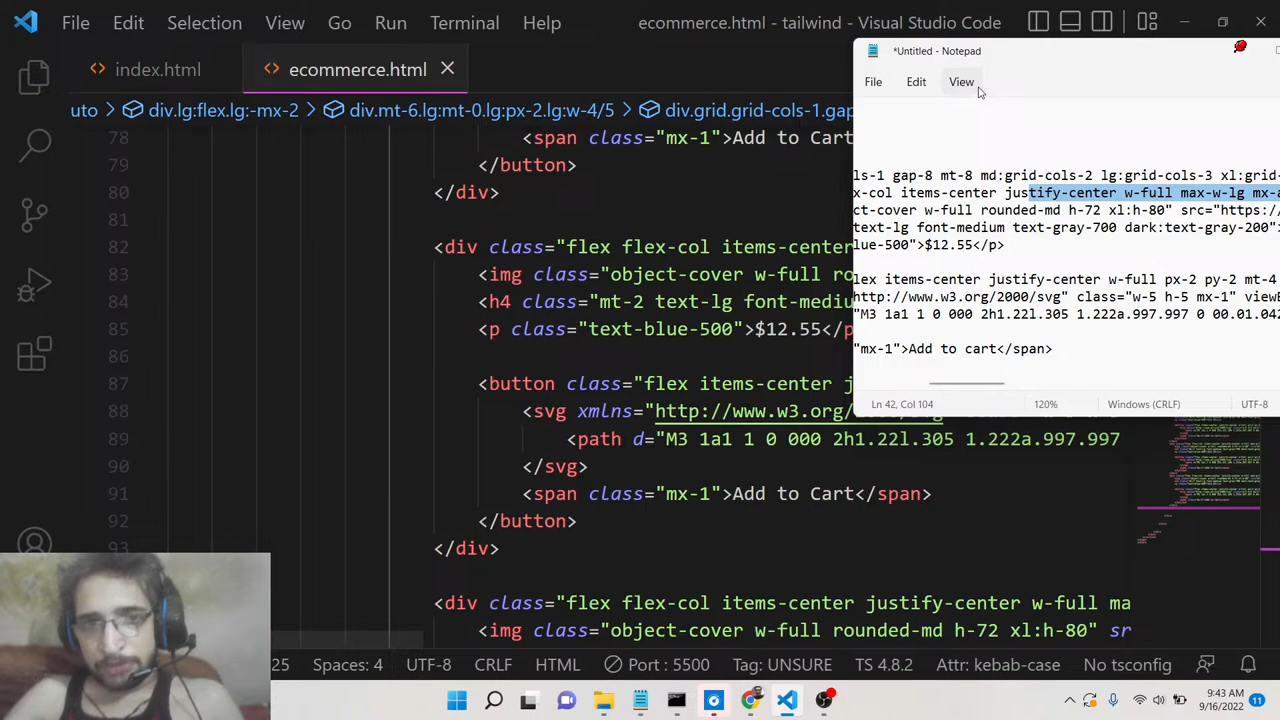 File Edit Selection View Go Run Terminal Help
ecommerce.html - tailwind - Visual Studio Code
index.html
ecommerce.html
uto
div.lg:flex.lg:-mx-2
div.mt-6.lg:mt-0.lg:px-2.lg:w-4/5
div.grid.grid-cols-1.gap
78 <span class="mx-1">Add to Cart
79 </button>
80 </div>
81
82 <div class="flex flex-col items-center
83 <img class="object-cover w-full ro
84 <h4 class="mt-2 text-lg font-mediu
85 <p class="text-blue-500">$12.55</p
86
87 <button class="flex items-center j
88 <svg xmlns="http://www.w3.org/
89 <path d="M3 1a1 1 0 000 2h1.22l.305 1.222a.997.997
90 </svg>
91 <span class="mx-1">Add to Cart</span>
92 </button>
93 </div>
<div class="flex flex-col items-center justify-center w-full ma
<img class="object-cover w-full rounded-md h-72 xl:h-80" sr
*Untitled - Notepad
File Edit View
ls-1 gap-8 mt-8 md:grid-cols-2 lg:grid-cols-3 xl:grid-
x-col items-center justify-center w-full max-w-lg mx-a
ct-cover w-full rounded-md h-72 xl:h-80" src="https:/
text-lg font-medium text-gray-700 dark:text-gray-200">
lue-500">$12.55</p>
lex items-center justify-center w-full px-2 py-2 mt-4
http://www.w3.org/2000/svg" class="w-5 h-5 mx-1" viewB
"M3 1a1 1 0 000 2h1.22l.305 1.222a.997.997 0 00.01.042
"mx-1">Add to cart</span>
Ln 42, Col 104
120%
Windows (CRLF)
UTF-8
25 Spaces: 4 UTF-8 CRLF HTML Port : 5500 Tag: UNSURE TS 4.8.2 Attr: kebab-case No tsconfig
9:43 AM
9/16/2022
11